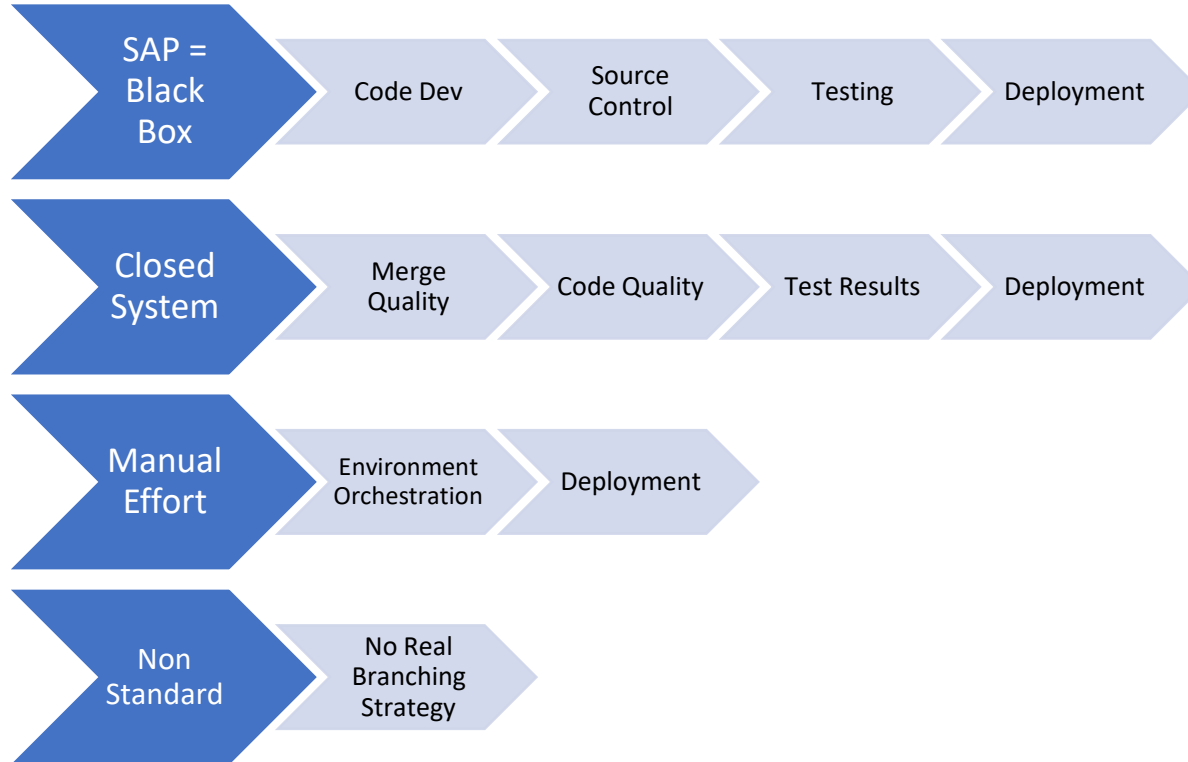 SAP =
Black
Box
Code Dev
Source
Control
Testing
Deployment
Closed
System
Merge
Quality
Code Quality
Test Results
Deployment
Manual
Effort
Environment
Orchestration
Deployment
Non
Standard
No Real
Branching
Strategy